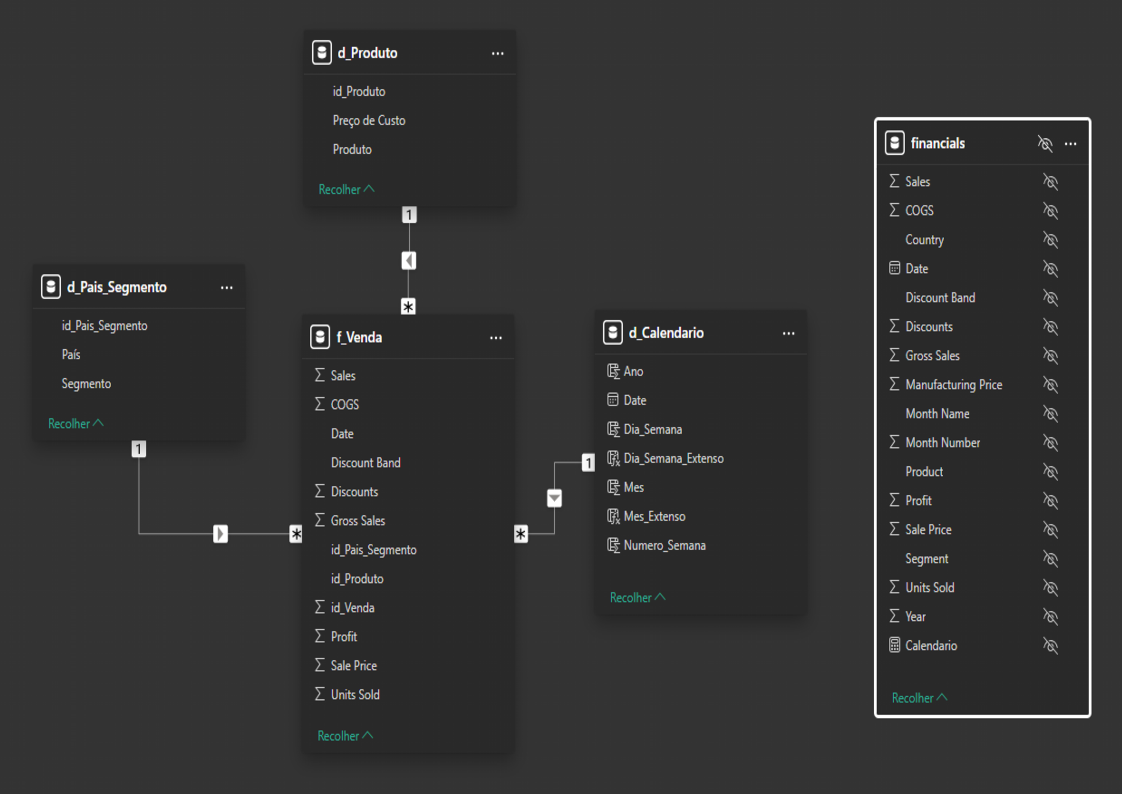 d_Produto
id_Produto
Preço de Custo
Produto
Recolher
1
*
d_Pais_Segmento
id_Pais_Segmento
País
Segmento
Recolher
1
*
f_Venda
Sales
COGS
Date
Discount Band
Discounts
Gross Sales
id_Pais_Segmento
id_Produto
id_Venda
Profit
Sale Price
Units Sold
Recolher
*
1
d_Calendario
Ano
Date
Dia_Semana
Dia_Semana_Extenso
Mes
Mes_Extenso
Numero_Semana
Recolher
financials
Sales
COGS
Country
Date
Discount Band
Discounts
Gross Sales
Manufacturing Price
Month Name
Month Number
Product
Profit
Sale Price
Segment
Units Sold
Year
Calendario
Recolher